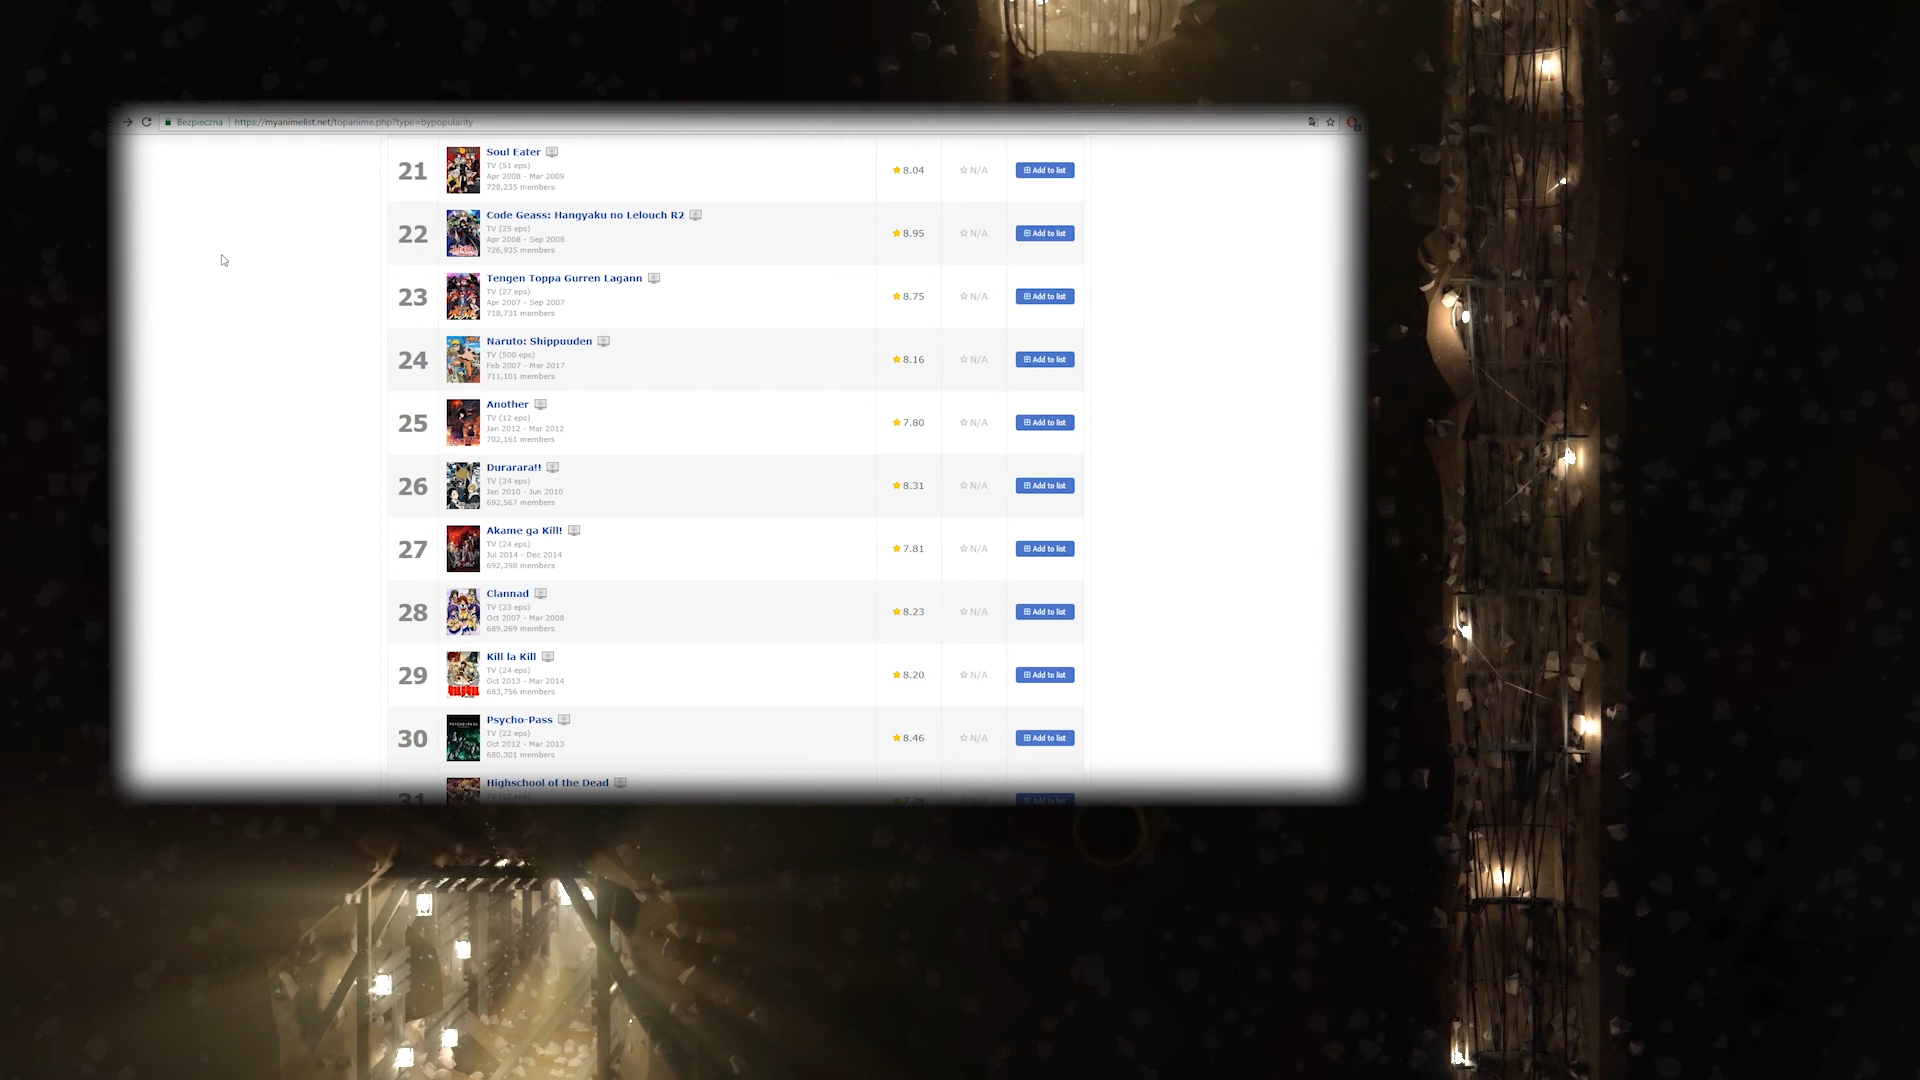 Bezpieczna https://myanimelist.net/topanime.php?type=bypopularity
21 Soul Eater 8.04 N/A Add to list
TV (51 eps)
Apr 2008 - Mar 2009
728,235 members
22 Code Geass: Hangyaku no Lelouch R2 8.95 N/A Add to list
TV (25 eps)
Apr 2008 - Sep 2008
726,935 members
23 Tengen Toppa Gurren Lagann 8.75 N/A Add to list
TV (27 eps)
Apr 2007 - Sep 2007
718,731 members
24 Naruto: Shippuuden 8.16 N/A Add to list
TV (500 eps)
Feb 2007 - Mar 2017
711,101 members
25 Another 7.80 N/A Add to list
TV (12 eps)
Jan 2012 - Mar 2012
702,161 members
26 Durarara!! 8.31 N/A Add to list
TV (24 eps)
Jan 2010 - Jun 2010
692,567 members
27 Akame ga Kill! 7.81 N/A Add to list
TV (24 eps)
Jul 2014 - Dec 2014
692,398 members
28 Clannad 8.23 N/A Add to list
TV (23 eps)
Oct 2007 - Mar 2008
689,269 members
29 Kill la Kill 8.20 N/A Add to list
TV (24 eps)
Oct 2013 - Mar 2014
683,756 members
30 Psycho-Pass 8.46 N/A Add to list
TV (22 eps)
Oct 2012 - Mar 2013
680,301 members
31 Highschool of the Dead N/A Add to list